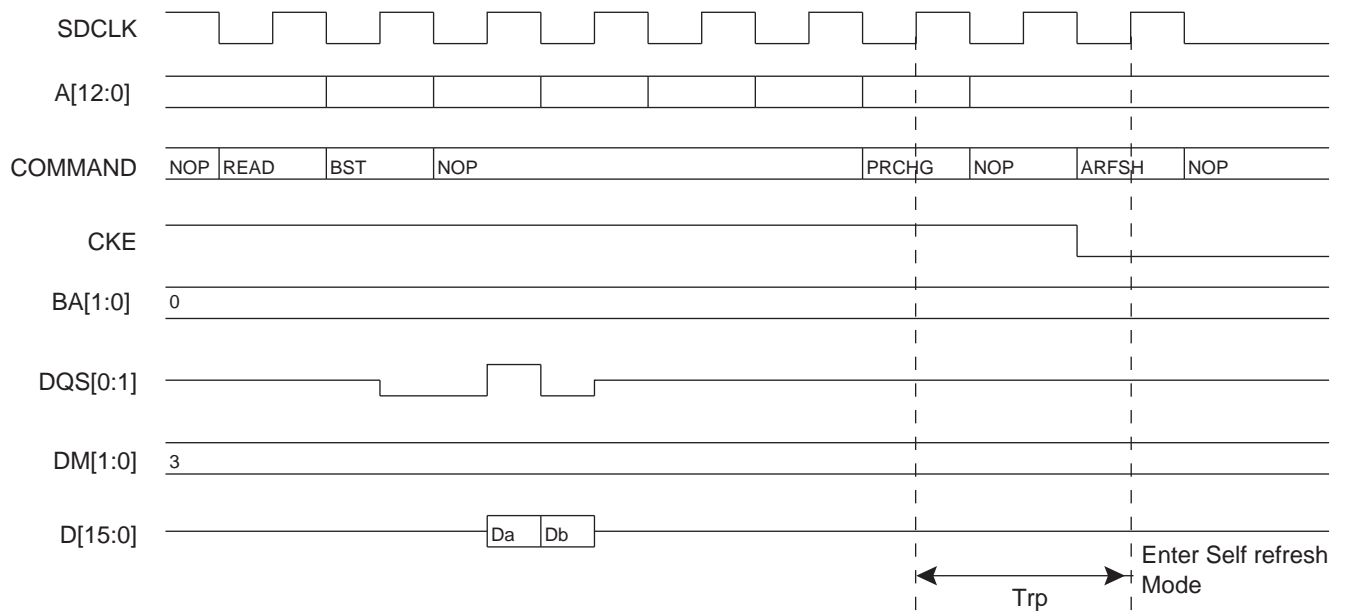 SDCLK
A[12:0]
COMMAND NOP READ BST NOP PRCHG NOP ARFSH NOP
CKE
BA[1:0] 0
DQS[0:1]
DM[1:0] 3
D[15:0] Da Db
Enter Self refresh
Mode
Trp